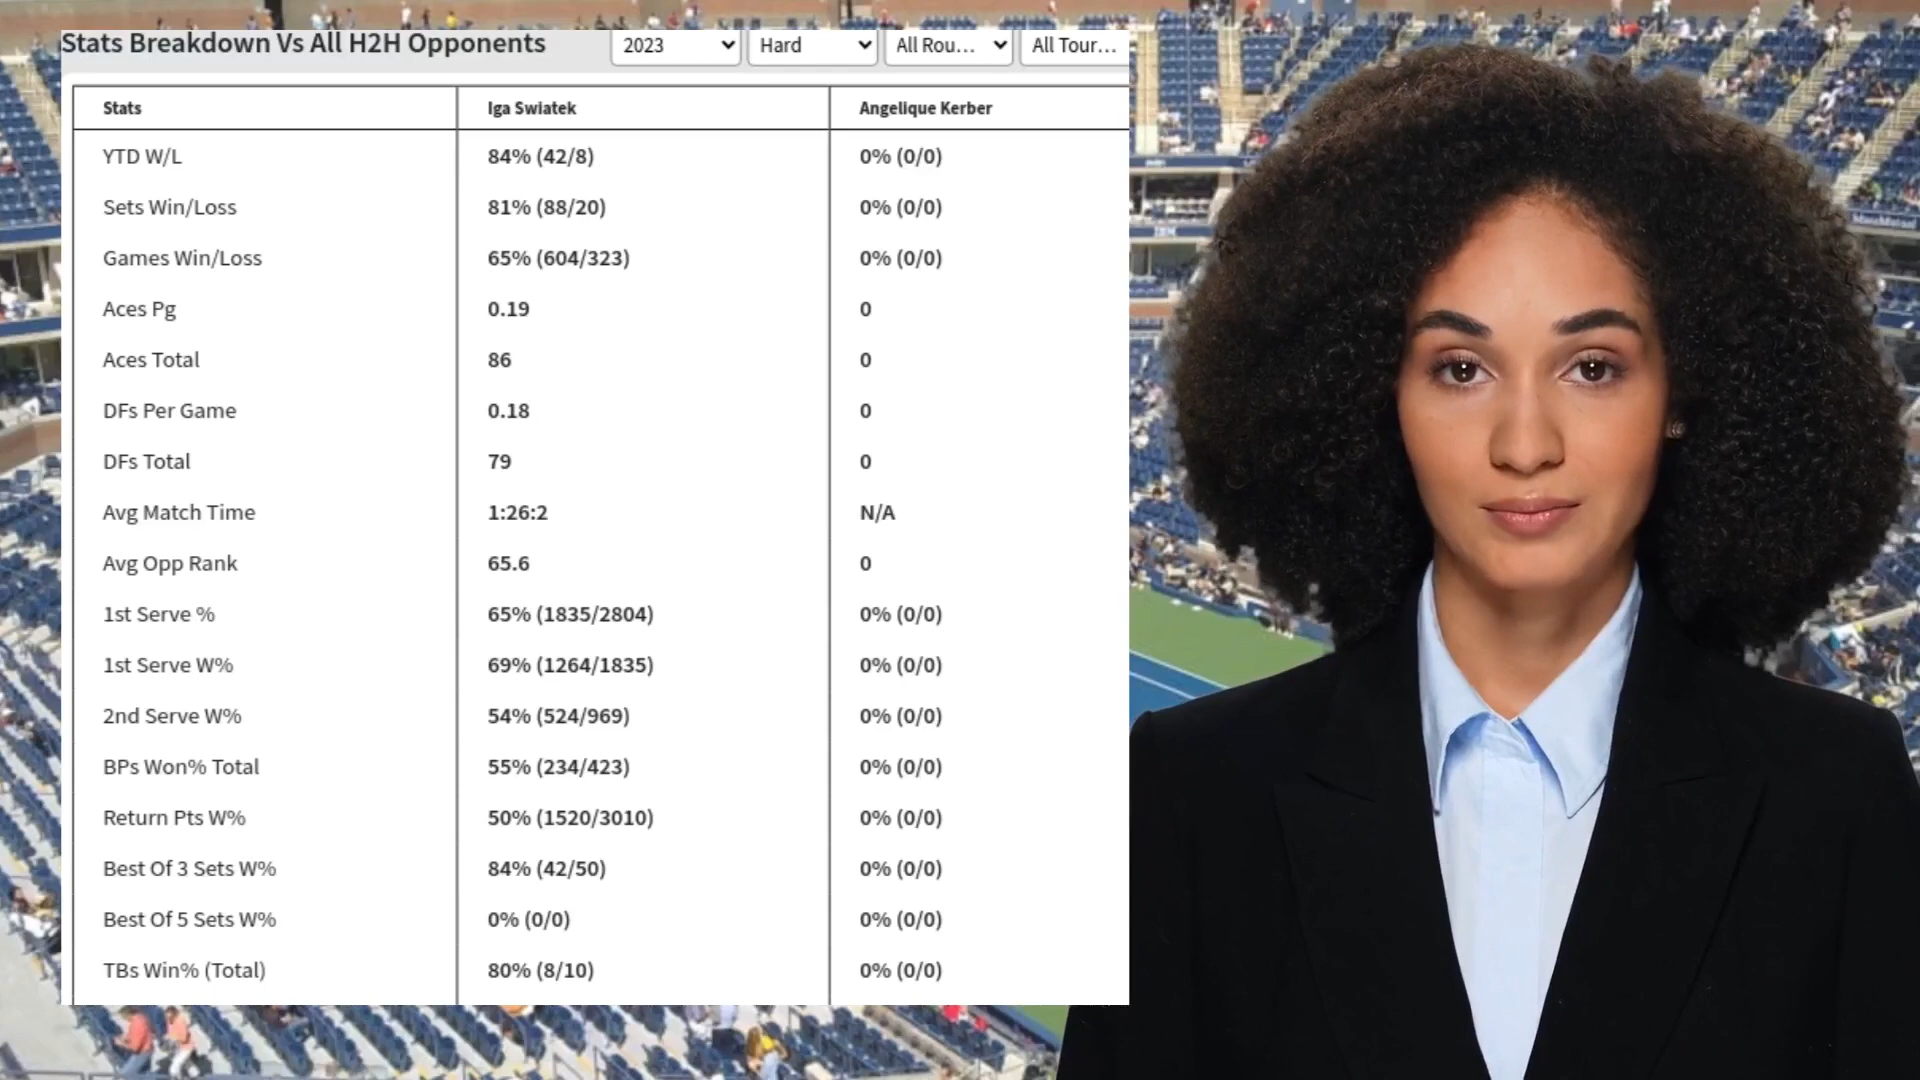 Stats Breakdown Vs All H2H Opponents 2023 Hard All Rou... All Tour...
Stats Iga Swiatek Angelique Kerber
YTD W/L 84% (42/8) 0% (0/0)
Sets Win/Loss 81% (88/20) 0% (0/0)
Games Win/Loss 65% (604/323) 0% (0/0)
Aces Pg 0.19 0
Aces Total 86 0
DFs Per Game 0.18 0
DFs Total 79 0
Avg Match Time 1:26:2 N/A
Avg Opp Rank 65.6 0
1st Serve % 65% (1835/2804) 0% (0/0)
1st Serve W% 69% (1264/1835) 0% (0/0)
2nd Serve W% 54% (524/969) 0% (0/0)
BPs Won% Total 55% (234/423) 0% (0/0)
Return Pts W% 50% (1520/3010) 0% (0/0)
Best Of 3 Sets W% 84% (42/50) 0% (0/0)
Best Of 5 Sets W% 0% (0/0) 0% (0/0)
TBs Win% (Total) 80% (8/10) 0% (0/0)
IBM